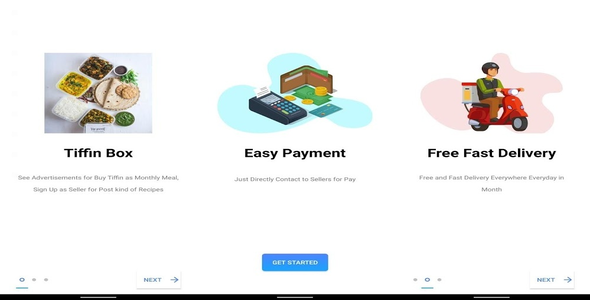 Tiffin Box
See Advertisements for Buy Tiffin as Monthly Meal,
Sign Up as Seller for Post kind of Recipes
NEXT
Easy Payment
Just Directly Contact to Sellers for Pay
GET STARTED
Free Fast Delivery
Free and Fast Delivery Everywhere Everyday in
Month
NEXT